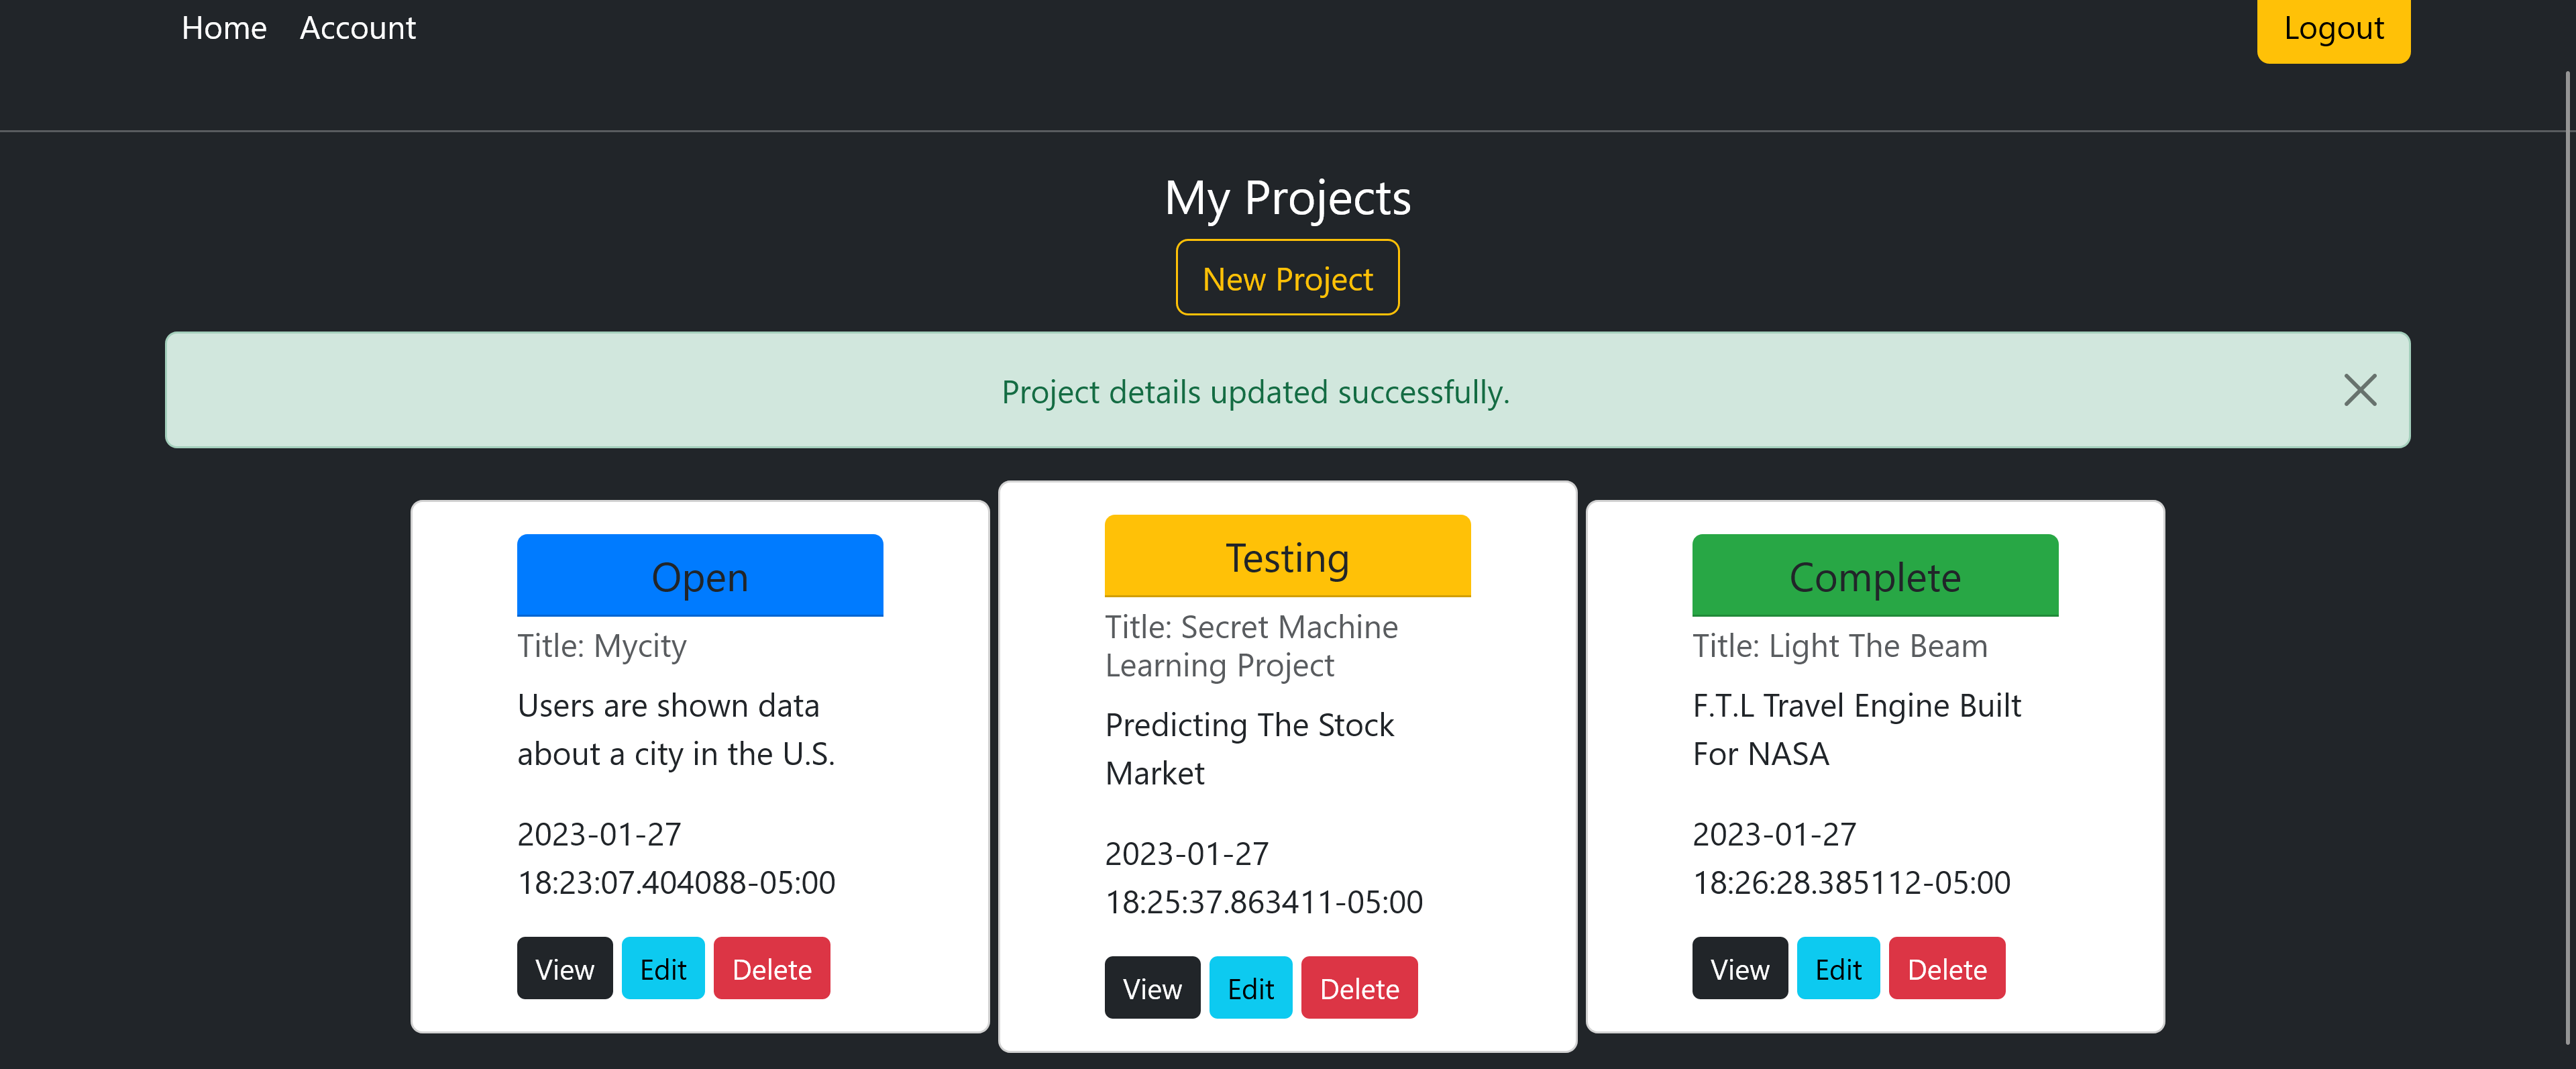 Home Account Logout
My Projects
New Project
Project details updated successfully.
Open
Title: Mycity
Users are shown data
about a city in the U.S.
2023-01-27
18:23:07.404088-05:00
View Edit Delete
Testing
Title: Secret Machine
Learning Project
Predicting The Stock
Market
2023-01-27
18:25:37.863411-05:00
View Edit Delete
Complete
Title: Light The Beam
F.T.L Travel Engine Built
For NASA
2023-01-27
18:26:28.385112-05:00
View Edit Delete